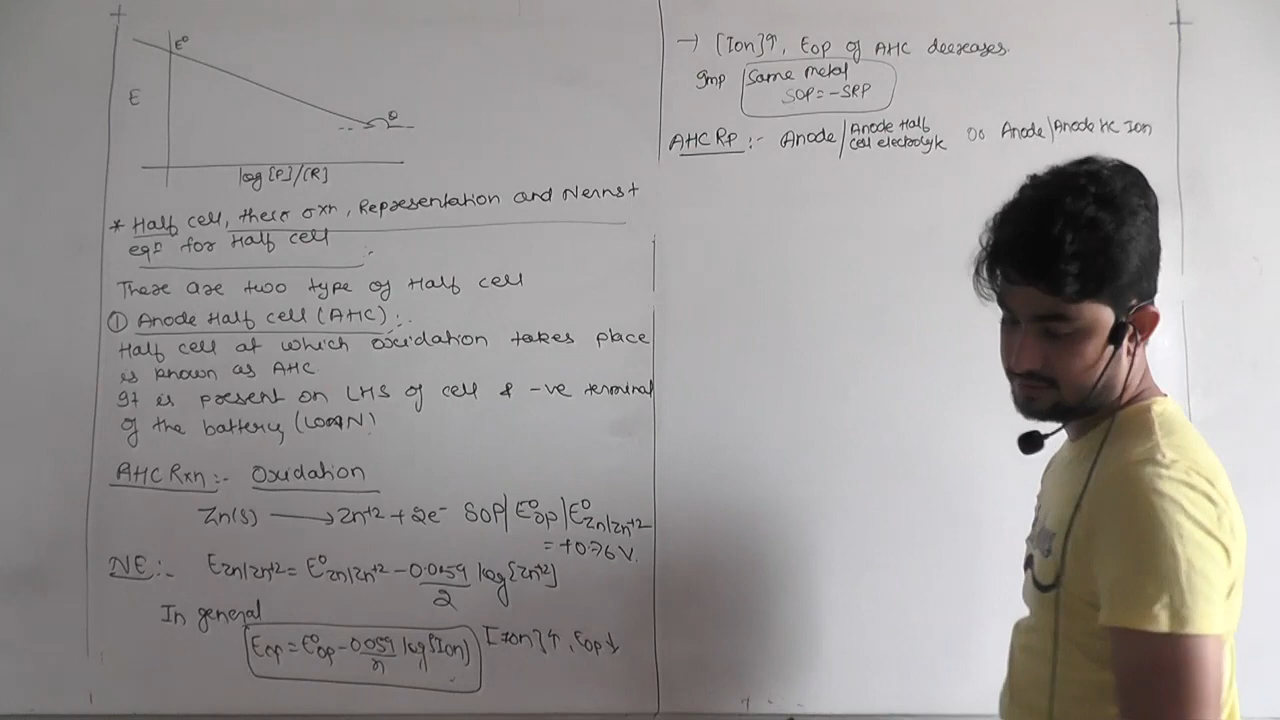 E°
E
θ
log [P]/[R]
* Half cell, their rxn, Representation and Nernst
eqn for Half cell :-
There are two type of Half cell
① Anode Half cell (AHC) :-
Half cell at which oxidation takes place
is known as AHC
It is present on LHS of cell & -ve terminal
of the battery (LOAN)
AHC Rxn :- Oxidation
Zn(s) ⟶ Zn+2 + 2e- SOP/E°op/E°Zn/Zn+2
= +0.76 V.
NE :- EZn/Zn+2 = E°Zn/Zn+2 - 0.059/2 log[Zn+2]
In general
Eop = E°op - 0.059/n log[Ion] [Ion]↑, Eop↓
→ [Ion]↑, Eop of AHC decreases.
Imp Same metal
SOP = -SRP
AHC Rp :- Anode/Anode Half cell electrolyte or Anode/Anode HC Ion